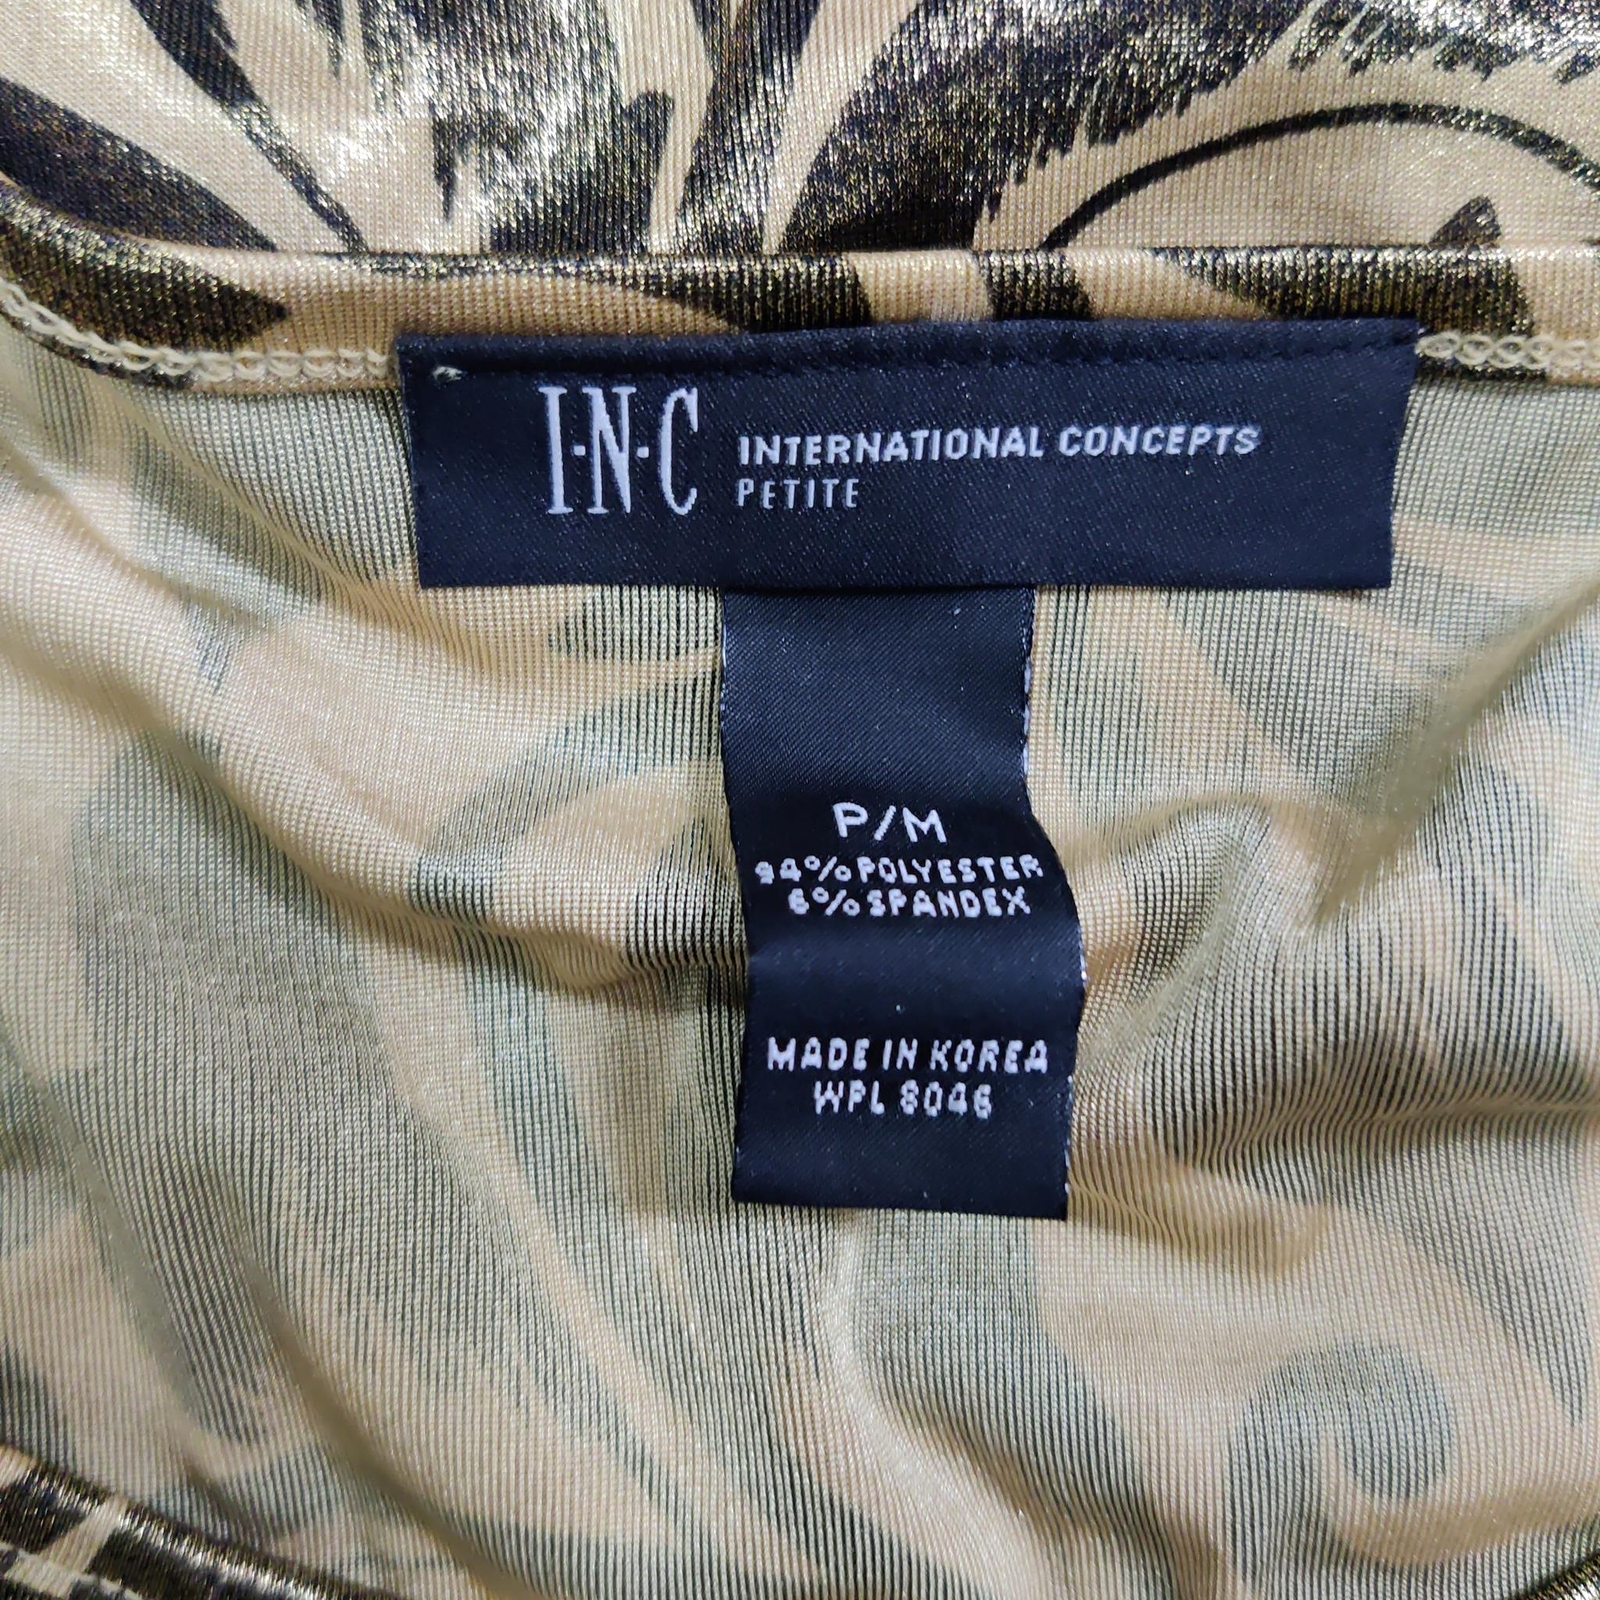 I·N·C INTERNATIONAL CONCEPTS
PETITE
P/M
94% POLYESTER
6% SPANDEX
MADE IN KOREA
WPL 8046